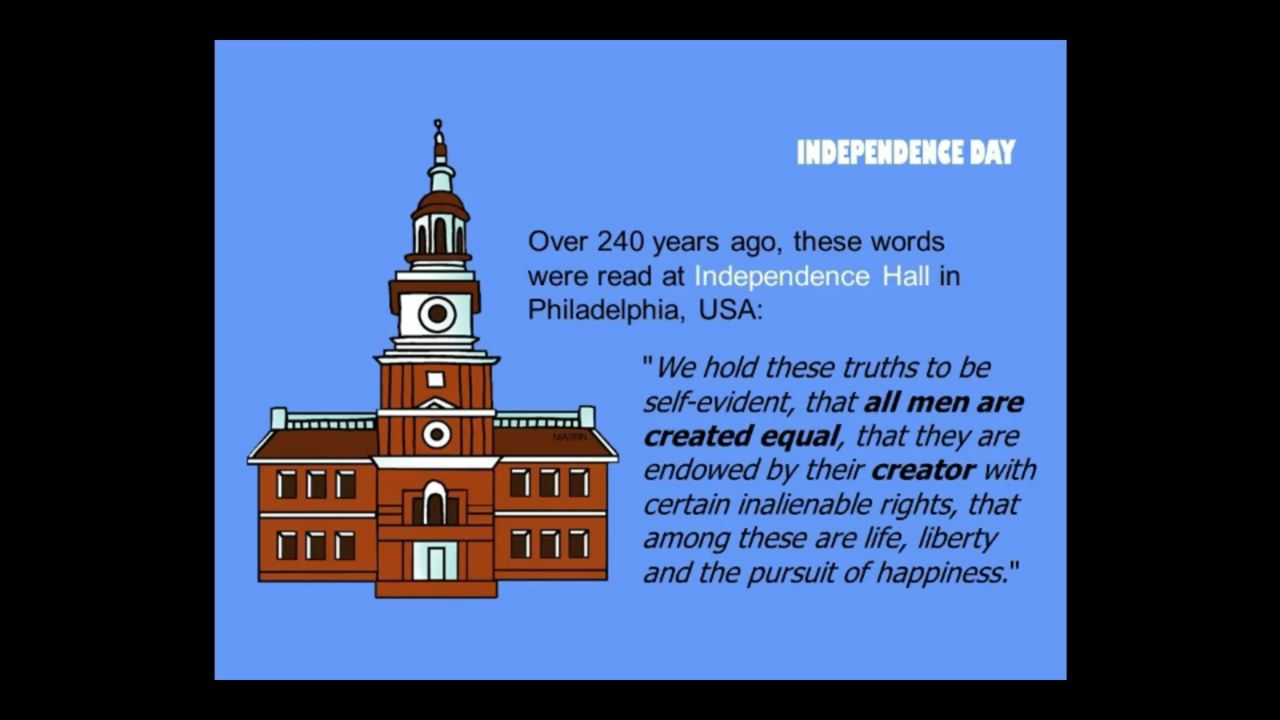 INDEPENDENCE DAY
Over 240 years ago, these words
were read at Independence Hall in
Philadelphia, USA:
"We hold these truths to be
self-evident, that all men are
created equal, that they are
endowed by their creator with
certain inalienable rights, that
among these are life, liberty
and the pursuit of happiness."
MARTIN